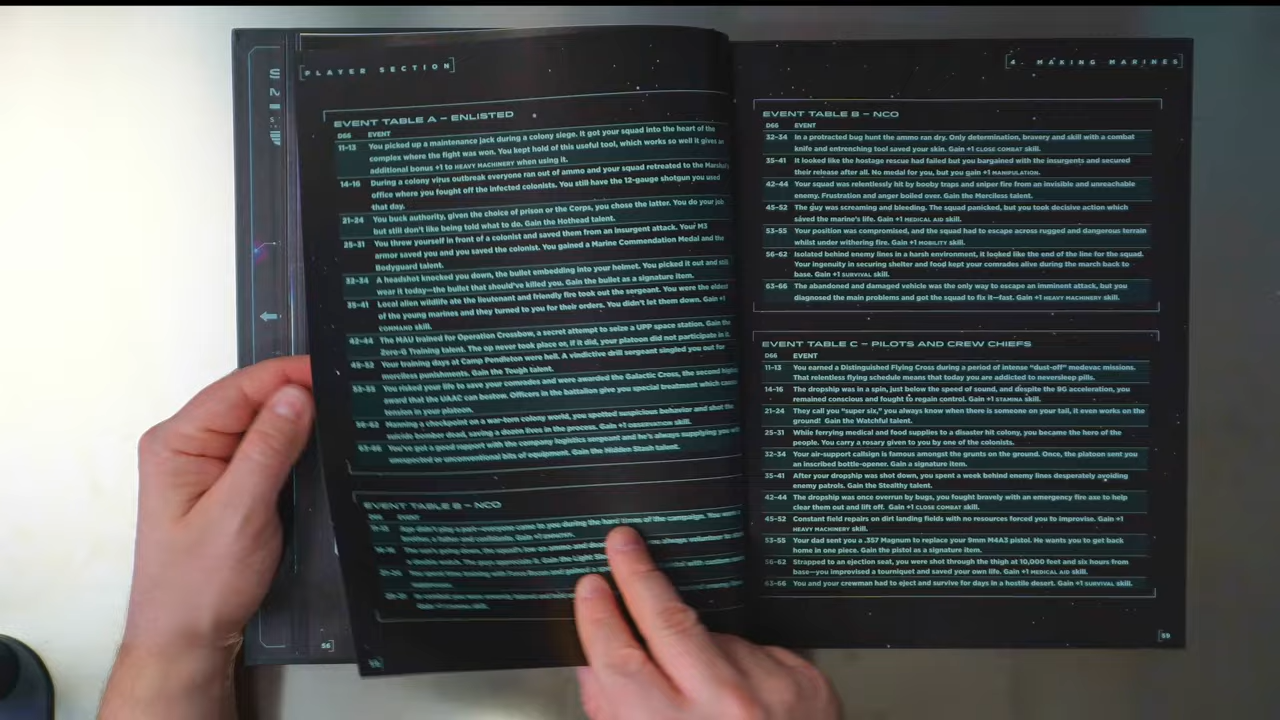 PLAYER SECTION
EVENT TABLE A – ENLISTED
D66 EVENT
11–13 You picked up a maintenance jack during a colony siege. It got your squad into the heart of the
complex where the fight was won. You kept hold of this useful tool, which works so well it gives an
additional bonus +1 to HEAVY MACHINERY when using it.
14–16 During a colony virus outbreak everyone ran out of ammo and your squad retreated to the Marshal's
office where you fought off the infected colonists. You still have the 12-gauge shotgun you used
that day.
21–24 You buck authority, given the choice of prison or the Corps, you chose the latter. You do your job
but still don't like being told what to do. Gain the Hothead talent.
25–31 You threw yourself in front of a colonist and saved them from an insurgent attack. Your M3
armor saved you and you saved the colonist. You gained a Marine Commendation Medal and the
Bodyguard talent.
32–34 A headshot knocked you down, the bullet embedding into your helmet. You picked it out and still
wear it today—the bullet that should've killed you. Gain the bullet as a signature item.
35–41 Local alien wildlife ate the lieutenant and friendly fire took out the sergeant. You were the oldest
of the young marines and they turned to you for their orders. You didn't let them down. Gain +1
COMMAND skill.
42–44 The MAU trained for Operation Crossbow, a secret attempt to seize a UPP space station. Gain the
Zero-G Training talent. The op never took place or, if it did, your platoon did not participate in it.
45–52 Your training days at Camp Pendleton were hell. A vindictive drill sergeant singled you out for
merciless punishments. Gain the Tough talent.
53–55 You risked your life to save your comrades and were awarded the Galactic Cross, the second highest
award that the UAAC can bestow. Officers in the battalion give you special treatment which causes
tension in your platoon.
56–62 Manning a checkpoint on a war-torn colony world, you spotted suspicious behavior and shot the
suicide bomber dead, saving a dozen lives in the process. Gain +1 OBSERVATION skill.
63–66 You've got a good rapport with the company logistics sergeant and he's always supplying you with
unexpected or unconventional bits of equipment. Gain the Hidden Stash talent.
EVENT TABLE B – NCO
D66 EVENT
during the hard times of the campaign. You were
Gain +1
always volunteer to
Gain the
56
4. MAKING MARINES
EVENT TABLE B – NCO
D66 EVENT
32–34 In a protracted bug hunt the ammo ran dry. Only determination, bravery and skill with a combat
knife and entrenching tool saved your skin. Gain +1 CLOSE COMBAT skill.
35–41 It looked like the hostage rescue had failed but you bargained with the insurgents and secured
their release after all. No medal for you, but you gain +1 MANIPULATION.
42–44 Your squad was relentlessly hit by booby traps and sniper fire from an invisible and unreachable
enemy. Frustration and anger boiled over. Gain the Merciless talent.
45–52 The guy was screaming and bleeding. The squad panicked, but you took decisive action which
saved the marine's life. Gain +1 MEDICAL AID skill.
53–55 Your position was compromised, and the squad had to escape across rugged and dangerous terrain
whilst under withering fire. Gain +1 MOBILITY skill.
56–62 Isolated behind enemy lines in a harsh environment, it looked like the end of the line for the squad.
Your ingenuity in securing shelter and food kept your comrades alive during the march back to
base. Gain +1 SURVIVAL skill.
63–66 The abandoned and damaged vehicle was the only way to escape an imminent attack, but you
diagnosed the main problems and got the squad to fix it—fast. Gain +1 HEAVY MACHINERY skill.
EVENT TABLE C – PILOTS AND CREW CHIEFS
D66 EVENT
11–13 You earned a Distinguished Flying Cross during a period of intense "dust-off" medevac missions.
That relentless flying schedule means that today you are addicted to neversleep pills.
14–16 The dropship was in a spin, just below the speed of sound, and despite the 9G acceleration, you
remained conscious and fought to regain control. Gain +1 STAMINA skill.
21–24 They call you "super six," you always know when there is someone on your tail, it even works on the
ground! Gain the Watchful talent.
25–31 While ferrying medical and food supplies to a disaster hit colony, you became the hero of the
people. You carry a rosary given to you by one of the colonists.
32–34 Your air-support callsign is famous amongst the grunts on the ground. Once, the platoon sent you
an inscribed bottle-opener. Gain a signature item.
35–41 After your dropship was shot down, you spent a week behind enemy lines desperately avoiding
enemy patrols. Gain the Stealthy talent.
42–44 The dropship was once overrun by bugs, you fought bravely with an emergency fire axe to help
clear them out and lift off. Gain +1 CLOSE COMBAT skill.
45–52 Constant field repairs on dirt landing fields with no resources forced you to improvise. Gain +1
HEAVY MACHINERY skill.
53–55 Your dad sent you a .357 Magnum to replace your 9mm M4A3 pistol. He wants you to get back
home in one piece. Gain the pistol as a signature item.
56–62 Strapped to an ejection seat, you were shot through the thigh at 10,000 feet and six hours from
base—you improvised a tourniquet and saved your own life. Gain +1 MEDICAL AID skill.
63–66 You and your crewman had to eject and survive for days in a hostile desert. Gain +1 SURVIVAL skill.